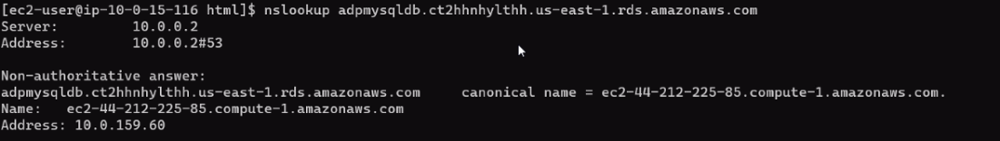 [ec2-user@ip-10-0-15-116 html]$ nslookup adpmysqldb.ct2hhnhylthh.us-east-1.rds.amazonaws.com
Server:         10.0.0.2
Address:        10.0.0.2#53
Non-authoritative answer:
adpmysqldb.ct2hhnhylthh.us-east-1.rds.amazonaws.com     canonical name = ec2-44-212-225-85.compute-1.amazonaws.com.
Name:   ec2-44-212-225-85.compute-1.amazonaws.com
Address: 10.0.159.60